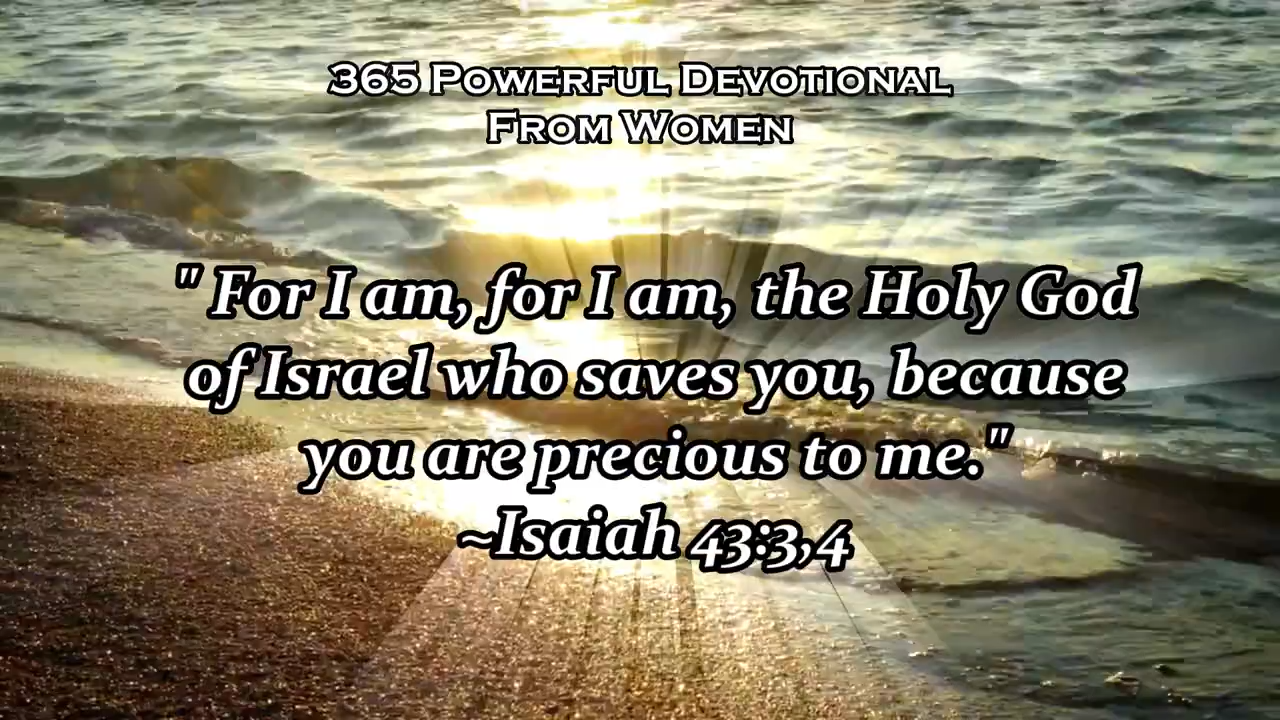 365 Powerful Devotional
From Women
" For I am, for I am, the Holy God
of Israel who saves you, because
you are precious to me."
~Isaiah 43:3,4